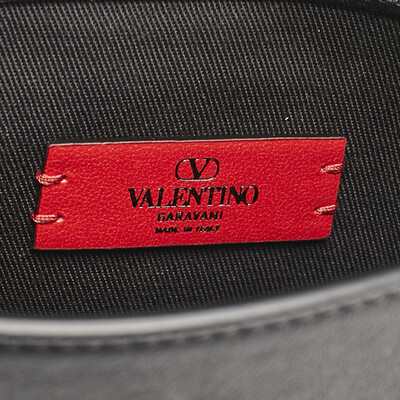 V
VALENTINO
GARAVANI
MADE IN ITALY